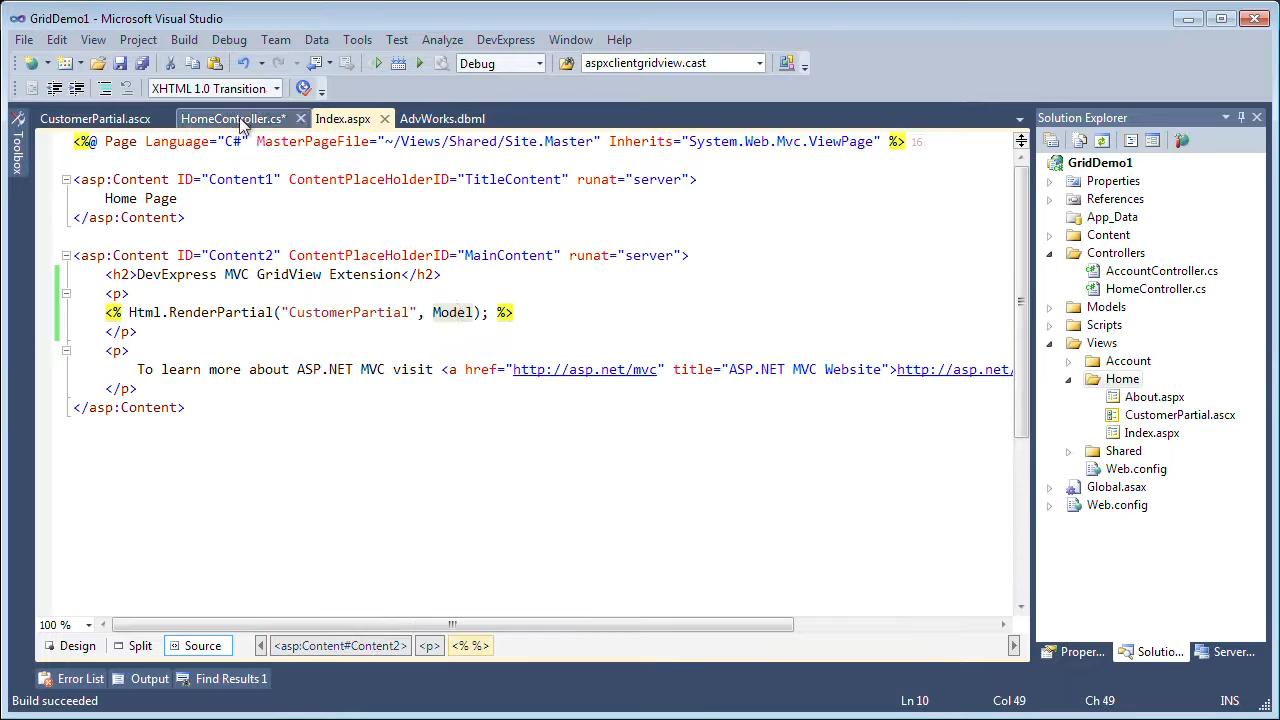 GridDemo1 - Microsoft Visual Studio
File Edit View Project Build Debug Team Data Tools Test Analyze DevExpress Window Help
Debug aspxclientgridview.cast
XHTML 1.0 Transition
CustomerPartial.ascx HomeController.cs* Index.aspx AdvWorks.dbml
Toolbox
<%@ Page Language="C#" MasterPageFile="~/Views/Shared/Site.Master" Inherits="System.Web.Mvc.ViewPage" %> 16
<asp:Content ID="Content1" ContentPlaceHolderID="TitleContent" runat="server">
Home Page
</asp:Content>
<asp:Content ID="Content2" ContentPlaceHolderID="MainContent" runat="server">
<h2>DevExpress MVC GridView Extension</h2>
<p>
<% Html.RenderPartial("CustomerPartial", Model); %>
</p>
<p>
To learn more about ASP.NET MVC visit <a href="http://asp.net/mvc" title="ASP.NET MVC Website">http://asp.net/
</p>
</asp:Content>
100 %
Design Split Source <asp:Content#Content2> <p> <% %>
Solution Explorer
GridDemo1
Properties
References
App_Data
Content
Controllers
AccountController.cs
HomeController.cs
Models
Scripts
Views
Account
Home
About.aspx
CustomerPartial.ascx
Index.aspx
Shared
Web.config
Global.asax
Web.config
Proper... Solutio... Server...
Error List Output Find Results 1
Build succeeded Ln 10 Col 49 Ch 49 INS